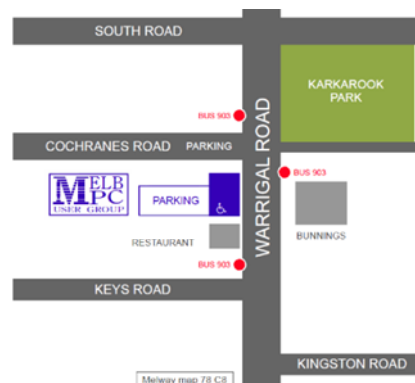 SOUTH ROAD
KARKAROOK
PARK
BUS 903
WARRIGAL ROAD
COCHRANES ROAD PARKING
BUS 903
MELB
PC
USER GROUP
PARKING
RESTAURANT
BUNNINGS
BUS 903
KEYS ROAD
KINGSTON ROAD
Melway map 78 C8